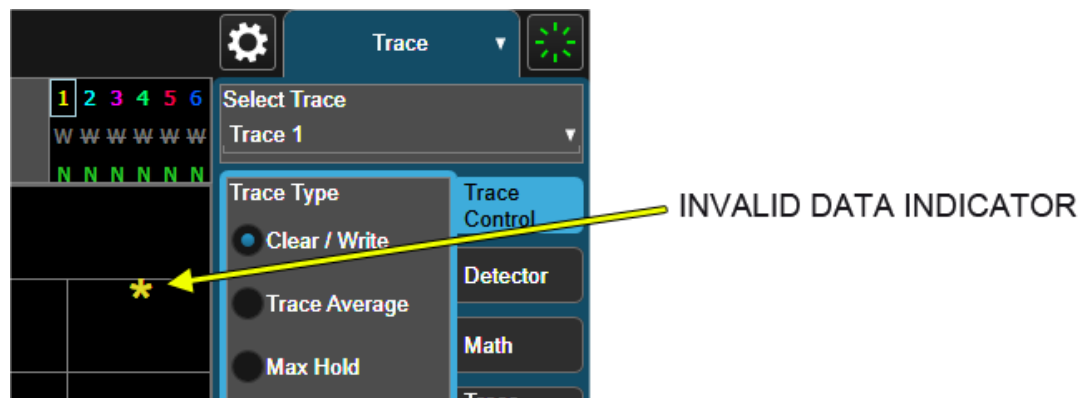 Trace
1 2 3 4 5 6
Select Trace
W W W W W W
Trace 1
N N N N N N
Trace Type
Trace
Control
INVALID DATA INDICATOR
Clear / Write
*
Detector
Trace Average
Math
Max Hold
Trace